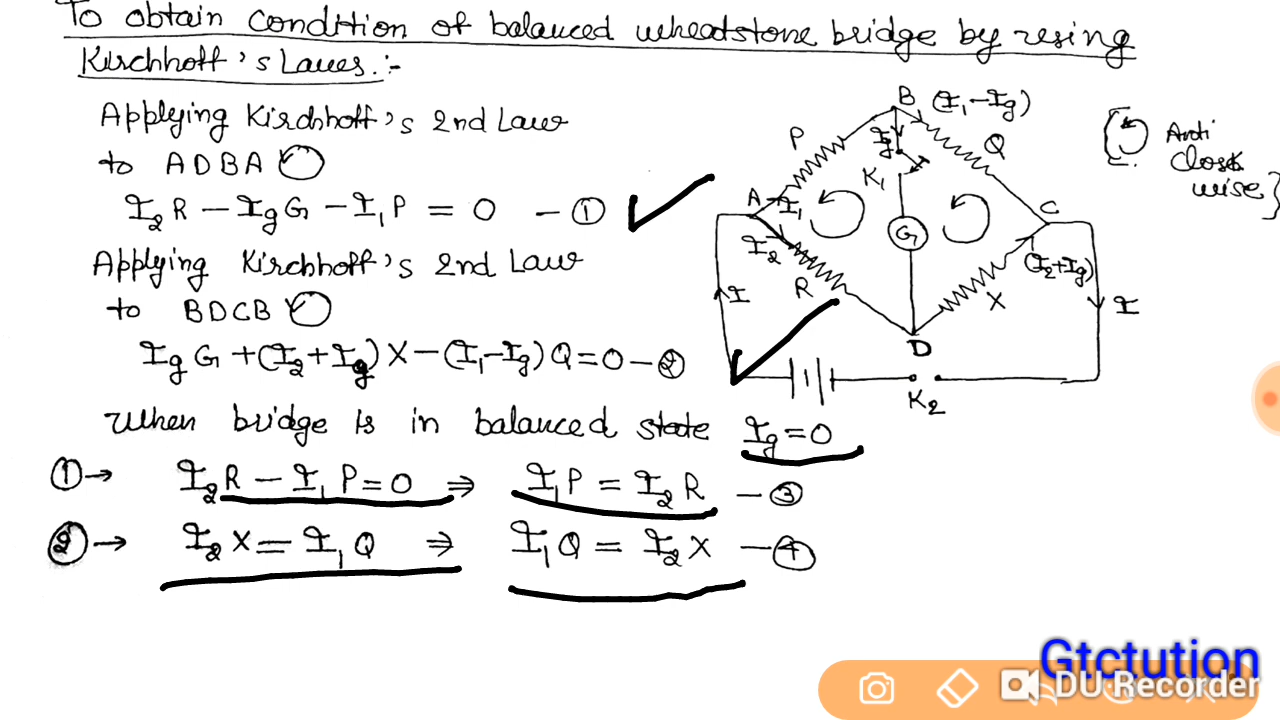 To obtain condition of balanced wheatstone bridge by using
Kirchhoff's Laws :-
Applying Kirchhoff's 2nd Law
to ADBA
I₂R – IgG – I₁P = 0 – ①
Applying Kirchhoff's 2nd Law
to BDCB
IgG + (I₂+Ig)X – (I₁–Ig)Q = 0 – ②
When bridge is in balanced state Ig = 0
① → I₂R – I₁P = 0 ⇒ I₁P = I₂R – ③
② → I₂X = I₁Q ⇒ I₁Q = I₂X – ④
B (I₁–Ig)
P
Ig
Q
K₁
A I₁
C
G
I₂
(I₂+Ig)
R
X
I
I
D
K₂
Anti
clock
wise
Gtctution
DU Recorder